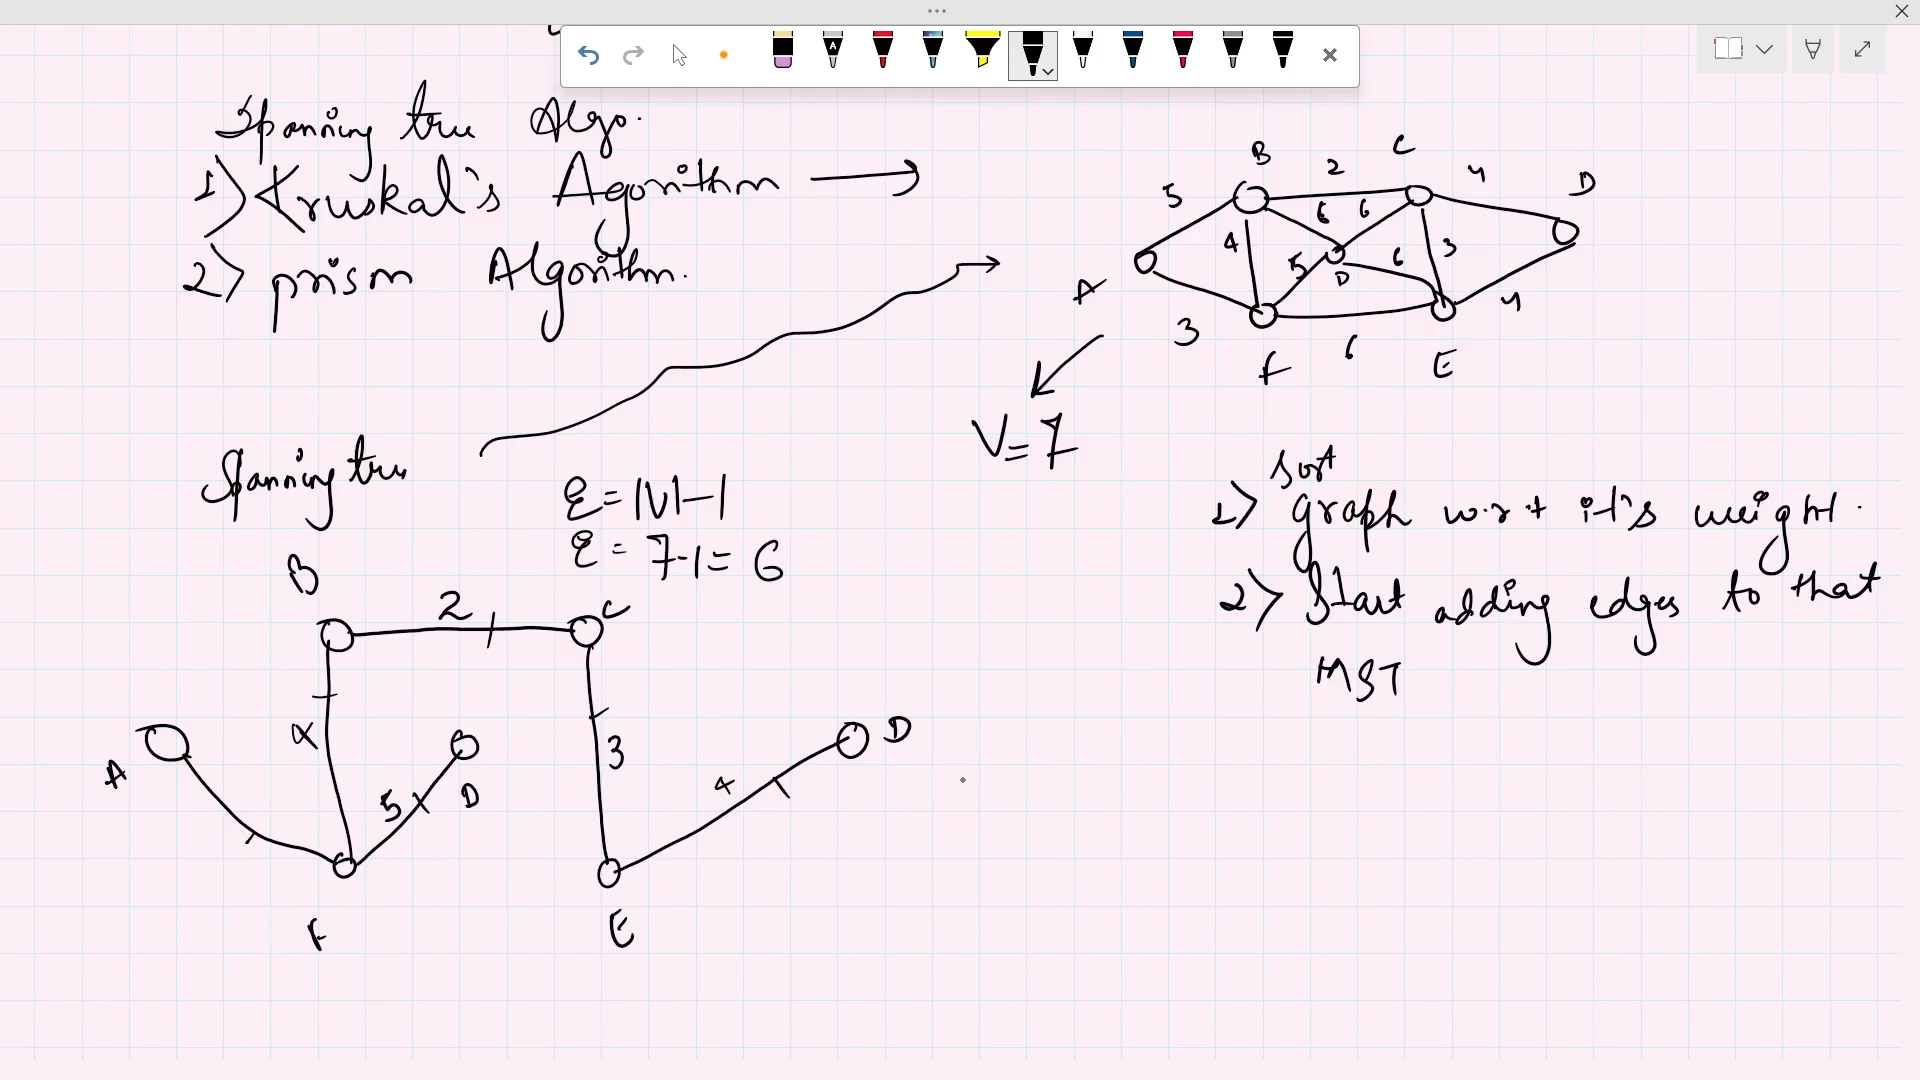 Spanning tree Algo.
1) Kruskal's Agorithm →
2) prism Algorithm.
B 2 C 4 D
5 6 6
4 5 D 6 3
A 3 F 6 E 4
V = 7
Spanning tree
E = |V| - 1
E = 7 - 1 = 6
sort
1) graph w.r.t it's weight.
2) Start adding edges to that
MST
B 2 C
A 5 D 3 4 D
F E